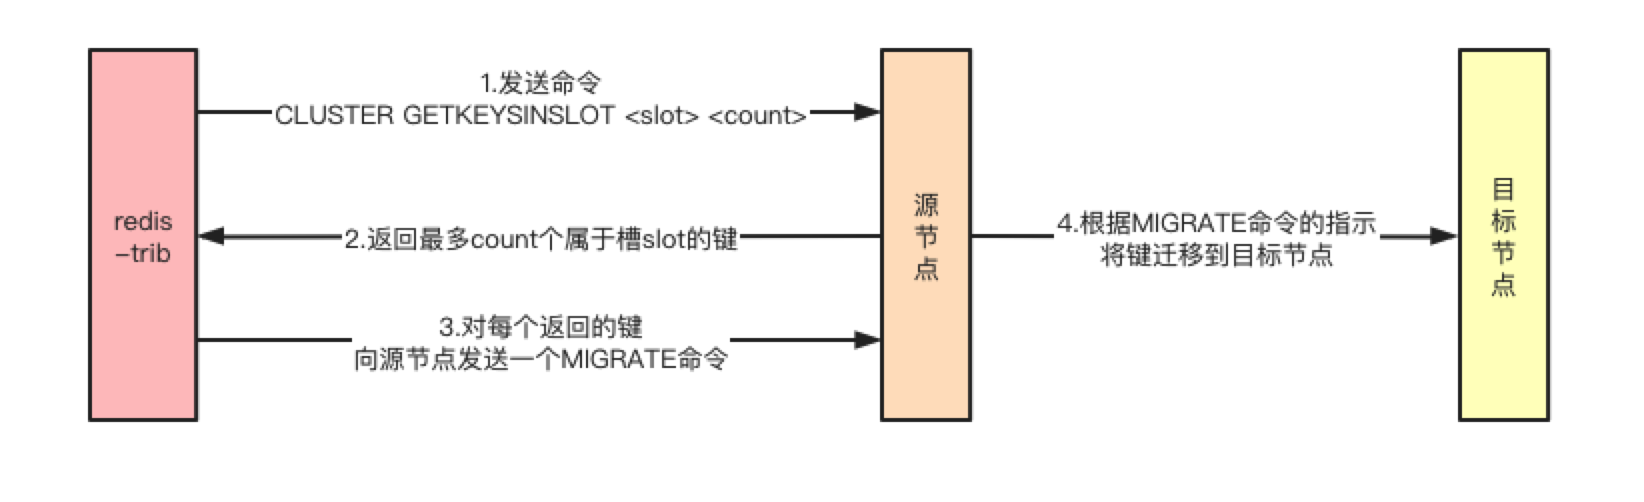 redis
-trib
1.发送命令
CLUSTER GETKEYSINSLOT <slot> <count>
2.返回最多count个属于槽slot的键
3.对每个返回的键
向源节点发送一个MIGRATE命令
源
节
点
4.根据MIGRATE命令的指示
将键迁移到目标节点
目
标
节
点